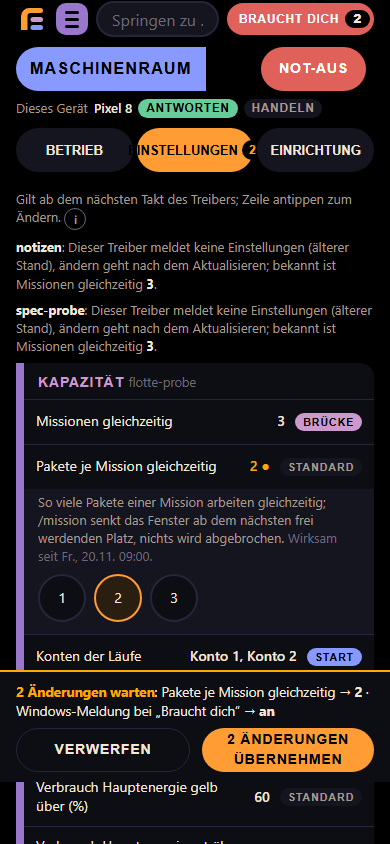 Springen zu .
BRAUCHT DICH 2
MASCHINENRAUM
NOT-AUS
Dieses Gerät Pixel 8 ANTWORTEN HANDELN
BETRIEB
EINSTELLUNGEN 2
EINRICHTUNG
Gilt ab dem nächsten Takt des Treibers; Zeile antippen zum
Ändern. i
notizen: Dieser Treiber meldet keine Einstellungen (älterer
Stand), ändern geht nach dem Aktualisieren; bekannt ist
Missionen gleichzeitig 3.
spec-probe: Dieser Treiber meldet keine Einstellungen (älterer
Stand), ändern geht nach dem Aktualisieren; bekannt ist
Missionen gleichzeitig 3.
KAPAZITÄT flotte-probe
Missionen gleichzeitig 3 BRÜCKE
Pakete je Mission gleichzeitig 2 ● STANDARD
So viele Pakete einer Mission arbeiten gleichzeitig;
/mission senkt das Fenster ab dem nächsten frei
werdenden Platz, nichts wird abgebrochen. Wirksam
seit Fr., 20.11. 09:00.
1 2 3
Konten der Läufe Konto 1, Konto 2 START
2 Änderungen warten: Pakete je Mission gleichzeitig → 2 ·
Windows-Meldung bei „Braucht dich“ → an
VERWERFEN
2 ÄNDERUNGEN
ÜBERNEHMEN
Verbrauch Hauptenergie gelb
über (%)
60 STANDARD